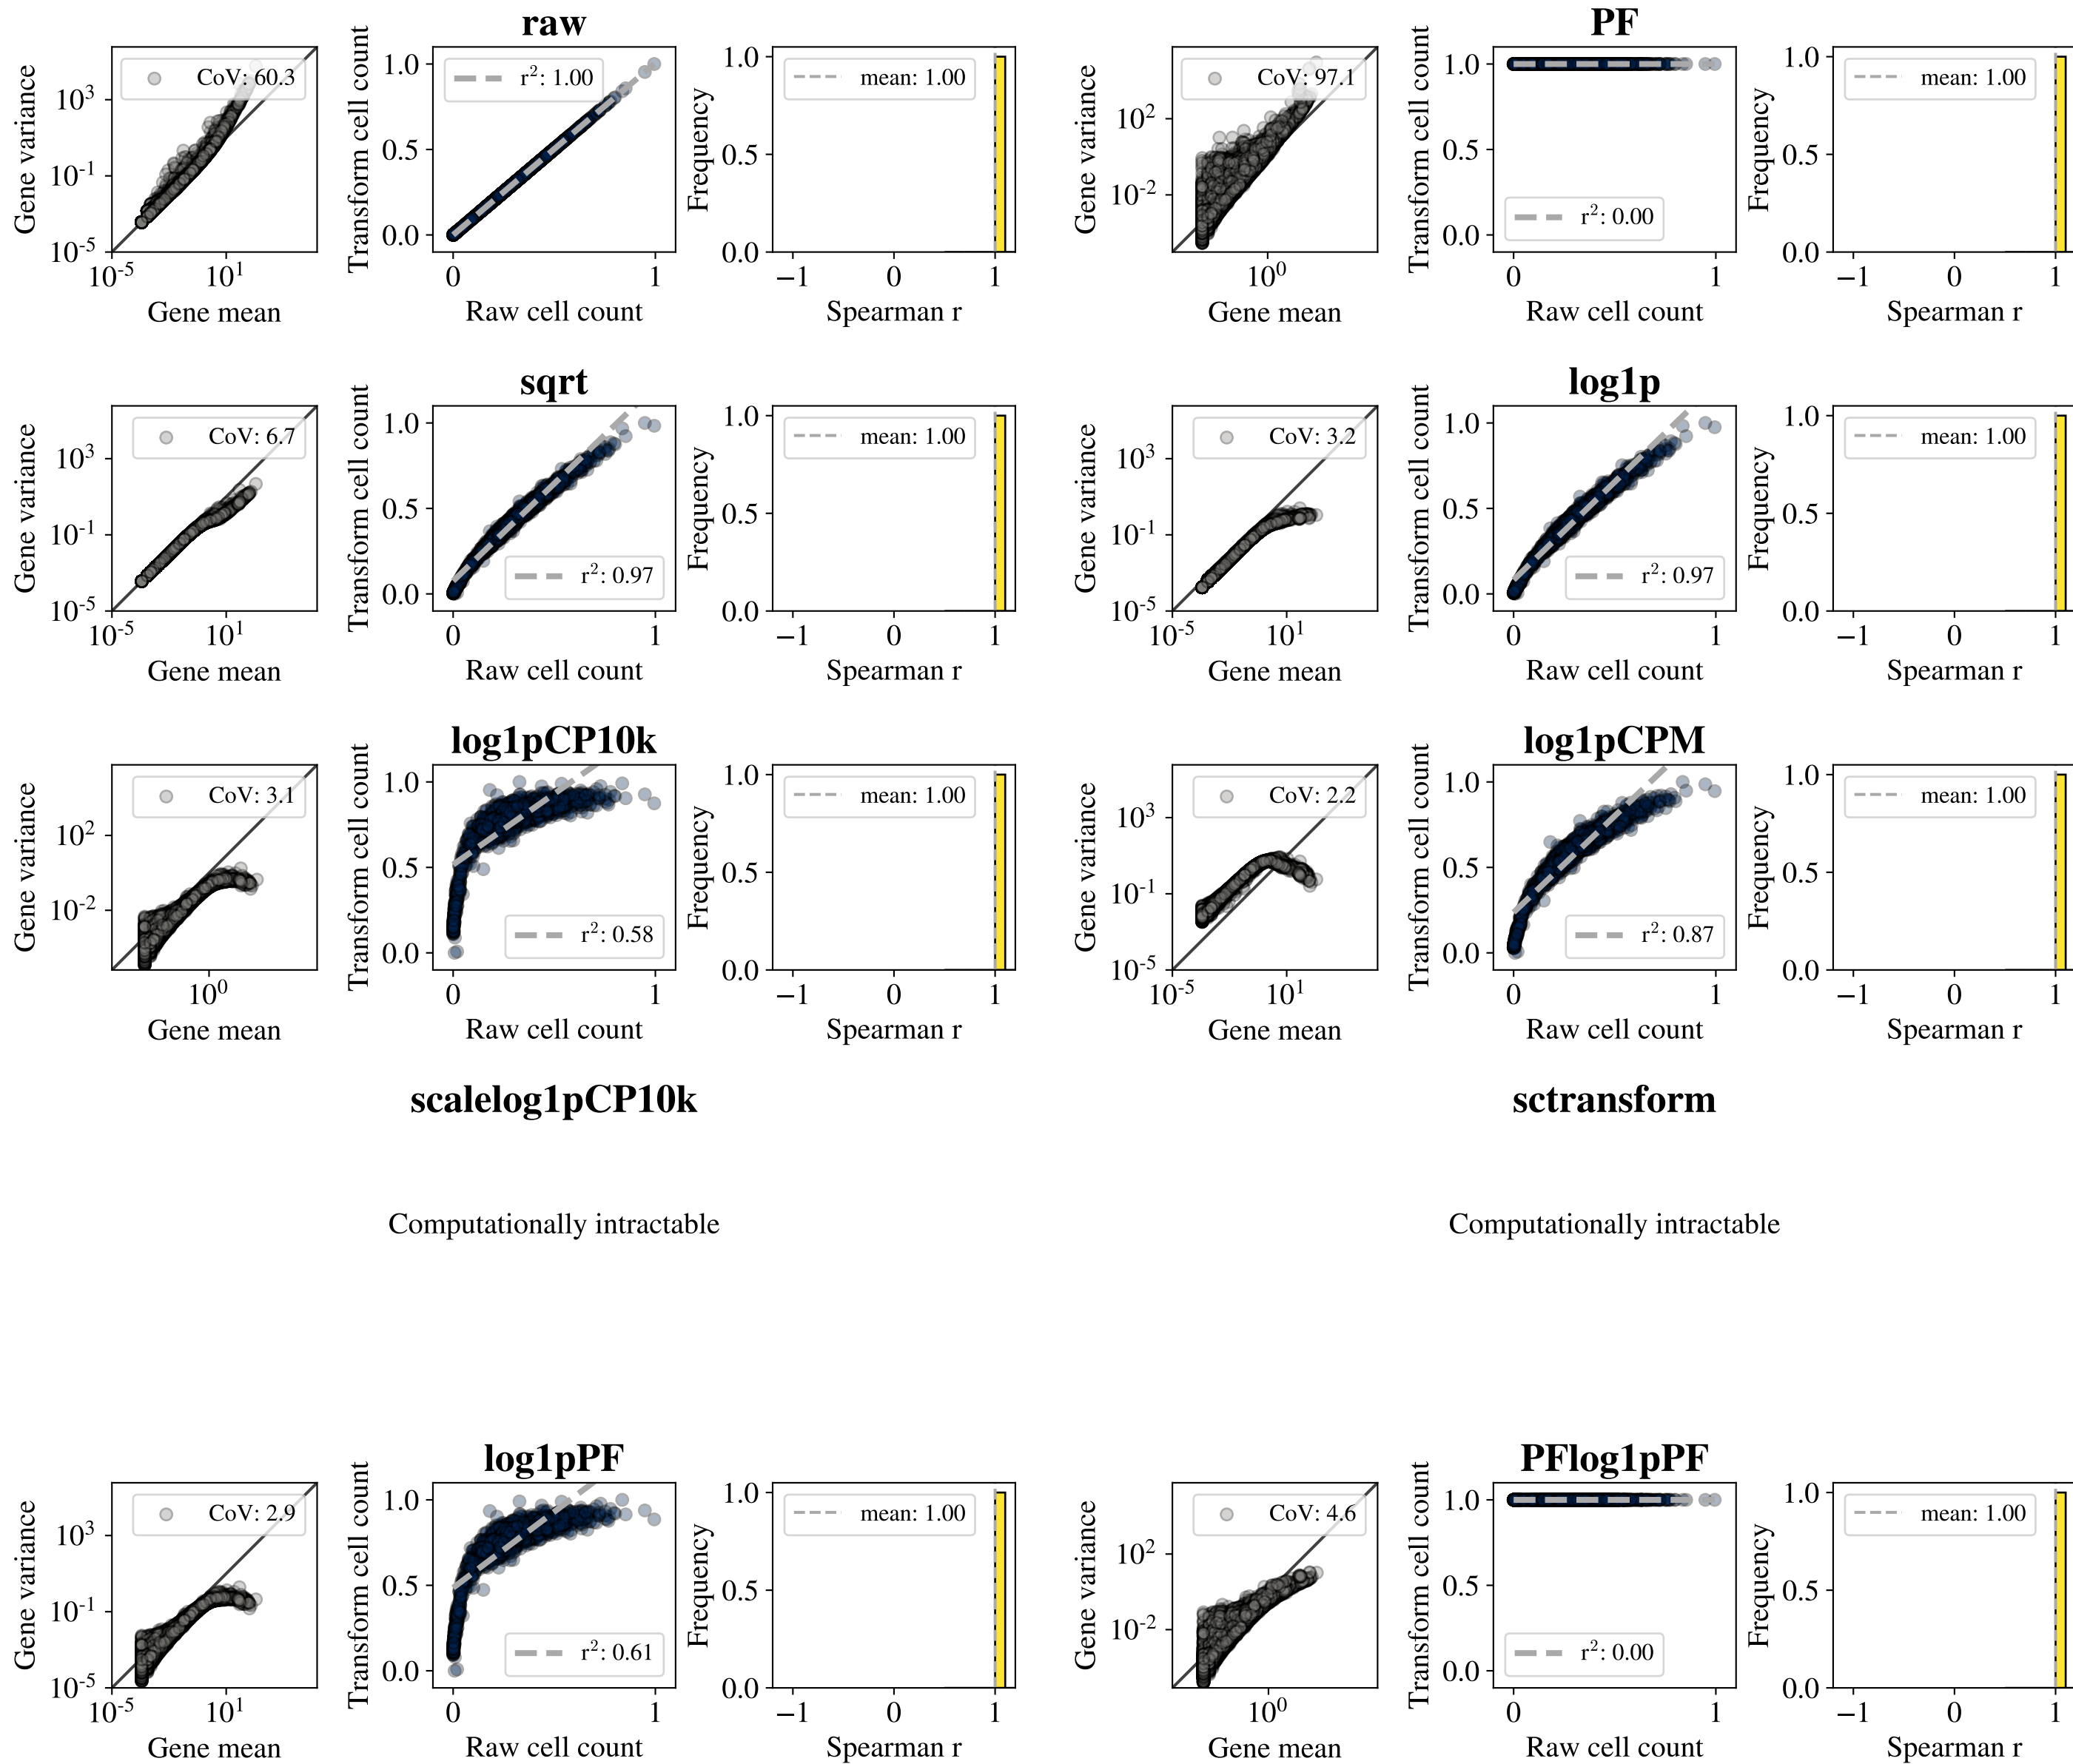 raw
Gene variance
10³
10⁻¹
10⁻⁵
10⁻⁵
10¹
Gene mean
CoV: 60.3
Transform cell count
1.0
0.5
0.0
0
1
Raw cell count
r²: 1.00
Frequency
1.0
0.5
0.0
−1
0
1
Spearman r
mean: 1.00
PF
Gene variance
10²
10⁻²
10⁰
Gene mean
CoV: 97.1
Transform cell count
1.0
0.5
0.0
0
1
Raw cell count
r²: 0.00
Frequency
1.0
0.5
0.0
−1
0
1
Spearman r
mean: 1.00
sqrt
Gene variance
10³
10⁻¹
10⁻⁵
10⁻⁵
10¹
Gene mean
CoV: 6.7
Transform cell count
1.0
0.5
0.0
0
1
Raw cell count
r²: 0.97
Frequency
1.0
0.5
0.0
−1
0
1
Spearman r
mean: 1.00
log1p
Gene variance
10³
10⁻¹
10⁻⁵
10⁻⁵
10¹
Gene mean
CoV: 3.2
Transform cell count
1.0
0.5
0.0
0
1
Raw cell count
r²: 0.97
Frequency
1.0
0.5
0.0
−1
0
1
Spearman r
mean: 1.00
log1pCP10k
Gene variance
10²
10⁻²
10⁰
Gene mean
CoV: 3.1
Transform cell count
1.0
0.5
0.0
0
1
Raw cell count
r²: 0.58
Frequency
1.0
0.5
0.0
−1
0
1
Spearman r
mean: 1.00
log1pCPM
Gene variance
10³
10⁻¹
10⁻⁵
10⁻⁵
10¹
Gene mean
CoV: 2.2
Transform cell count
1.0
0.5
0.0
0
1
Raw cell count
r²: 0.87
Frequency
1.0
0.5
0.0
−1
0
1
Spearman r
mean: 1.00
scalelog1pCP10k
Computationally intractable
sctransform
Computationally intractable
log1pPF
Gene variance
10³
10⁻¹
10⁻⁵
10⁻⁵
10¹
Gene mean
CoV: 2.9
Transform cell count
1.0
0.5
0.0
0
1
Raw cell count
r²: 0.61
Frequency
1.0
0.5
0.0
−1
0
1
Spearman r
mean: 1.00
PFlog1pPF
Gene variance
10²
10⁻²
10⁰
Gene mean
CoV: 4.6
Transform cell count
1.0
0.5
0.0
0
1
Raw cell count
r²: 0.00
Frequency
1.0
0.5
0.0
−1
0
1
Spearman r
mean: 1.00